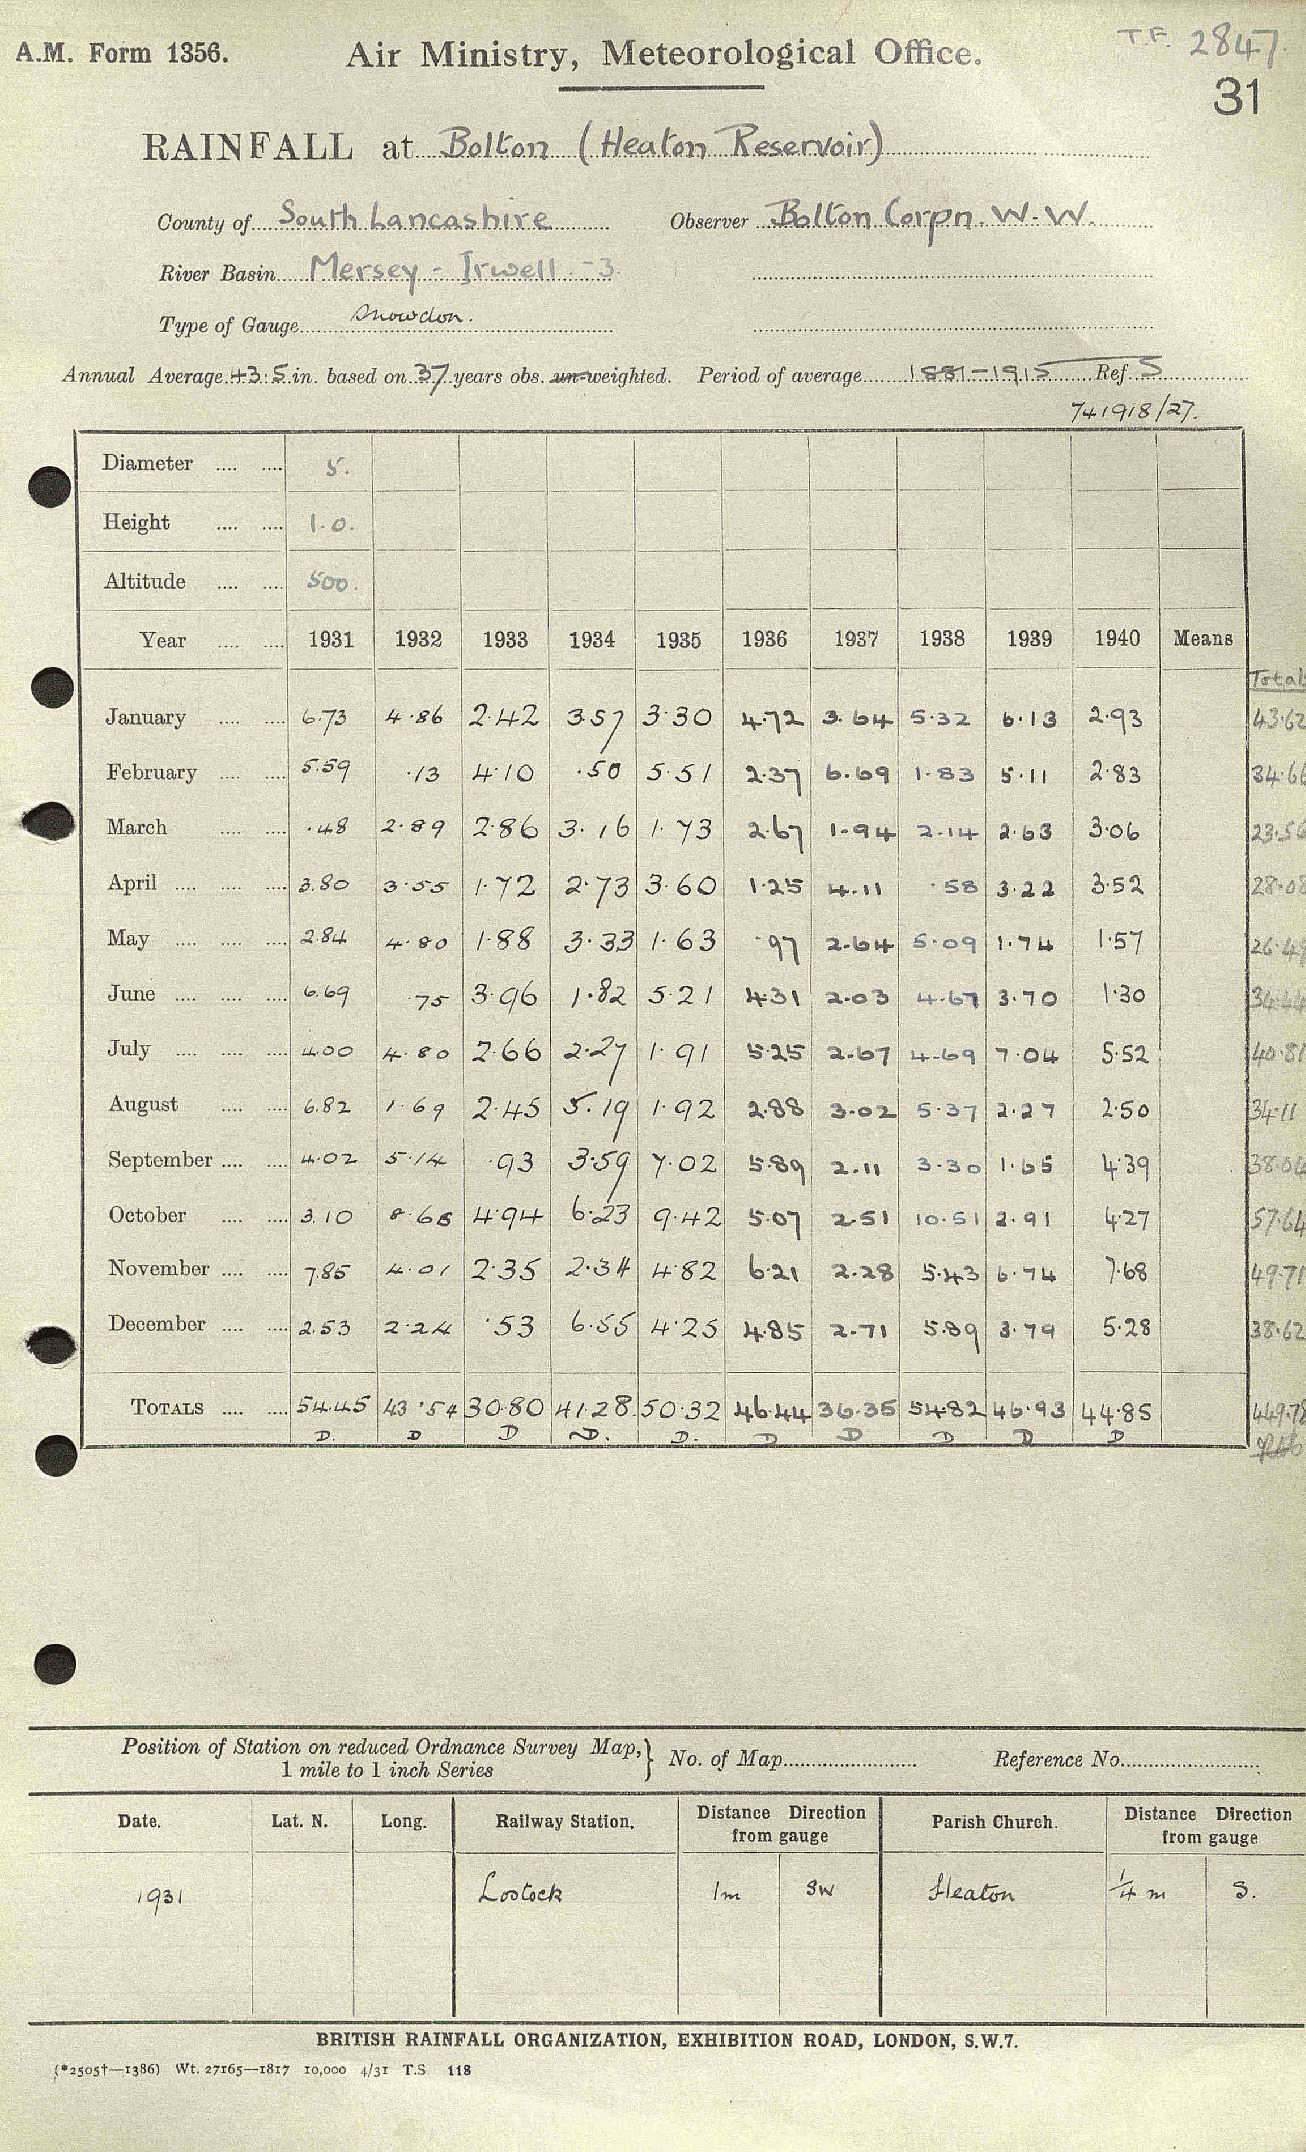 A.M. Form 1356. Air Ministry, Meteorological Office. T.F. 2847.
31
RAINFALL at Bolton (Heaton Reservoir)
County of South Lancashire Observer Bolton Corpn. W.W.
River Basin Mersey - Irwell - 3
Type of Gauge Snowdon.
Annual Average 43.5 in. based on 37 years obs. un-weighted. Period of average 1881-1915 Ref. S
741918/27.
Diameter 5.
Height 1.0.
Altitude 500.
Year 1931 1932 1933 1934 1935 1936 1937 1938 1939 1940 Means
Total
January 6.73 4.86 2.42 3.57 3.30 4.72 3.64 5.32 6.13 2.93 43.62
February 5.59 .13 4.10 .50 5.51 2.37 6.69 1.83 5.11 2.83 34.66
March .48 2.89 2.86 3.16 1.73 2.67 1.94 2.14 2.63 3.06 23.56
April 3.80 3.55 1.72 2.73 3.60 1.25 4.11 .58 3.22 3.52 28.08
May 2.84 4.80 1.88 3.33 1.63 .97 2.64 5.09 1.74 1.57 26.49
June 6.69 .75 3.96 1.82 5.21 4.31 2.03 4.67 3.70 1.30 34.44
July 4.00 4.80 2.66 2.27 1.91 5.25 2.67 4.69 7.04 5.52 40.81
August 6.82 1.69 2.45 5.19 1.92 2.88 3.02 5.37 2.27 2.50 34.11
September 4.02 5.14 .93 3.59 7.02 5.89 2.11 3.30 1.65 4.39 38.04
October 3.10 8.68 4.94 6.23 9.42 5.07 2.51 10.51 2.91 4.27 57.64
November 7.85 4.01 2.35 2.34 4.82 6.21 2.28 5.43 6.74 7.68 49.71
December 2.53 2.24 .53 6.55 4.25 4.85 2.71 5.89 3.79 5.28 38.62
TOTALS 54.45 43.54 30.80 41.28 50.32 46.44 36.35 54.82 46.93 44.85 449.78
D. D D D. D. D D D D D
Position of Station on reduced Ordnance Survey Map, } No. of Map Reference No.
1 mile to 1 inch Series
Date. Lat. N. Long. Railway Station. Distance Direction from gauge Parish Church. Distance Direction from gauge
1931 Lostock 1m SW Heaton 1/4 m S.
BRITISH RAINFALL ORGANIZATION, EXHIBITION ROAD, LONDON, S.W.7.
(*2505†—1386) Wt. 27165—1817 10,000 4/31 T.S. 118